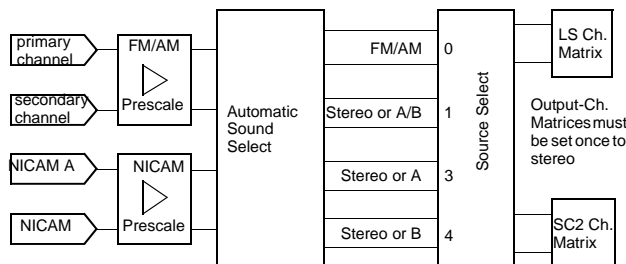 primary
channel
FM/AM
Prescale
secondary
channel
NICAM A
NICAM
NICAM
Prescale
Automatic
Sound
Select
FM/AM
Stereo or A/B
Stereo or A
Stereo or B
0
1
3
4
Source Select
LS Ch.
Matrix
Output-Ch.
Matrices must
be set once to
stereo
SC2 Ch.
Matrix